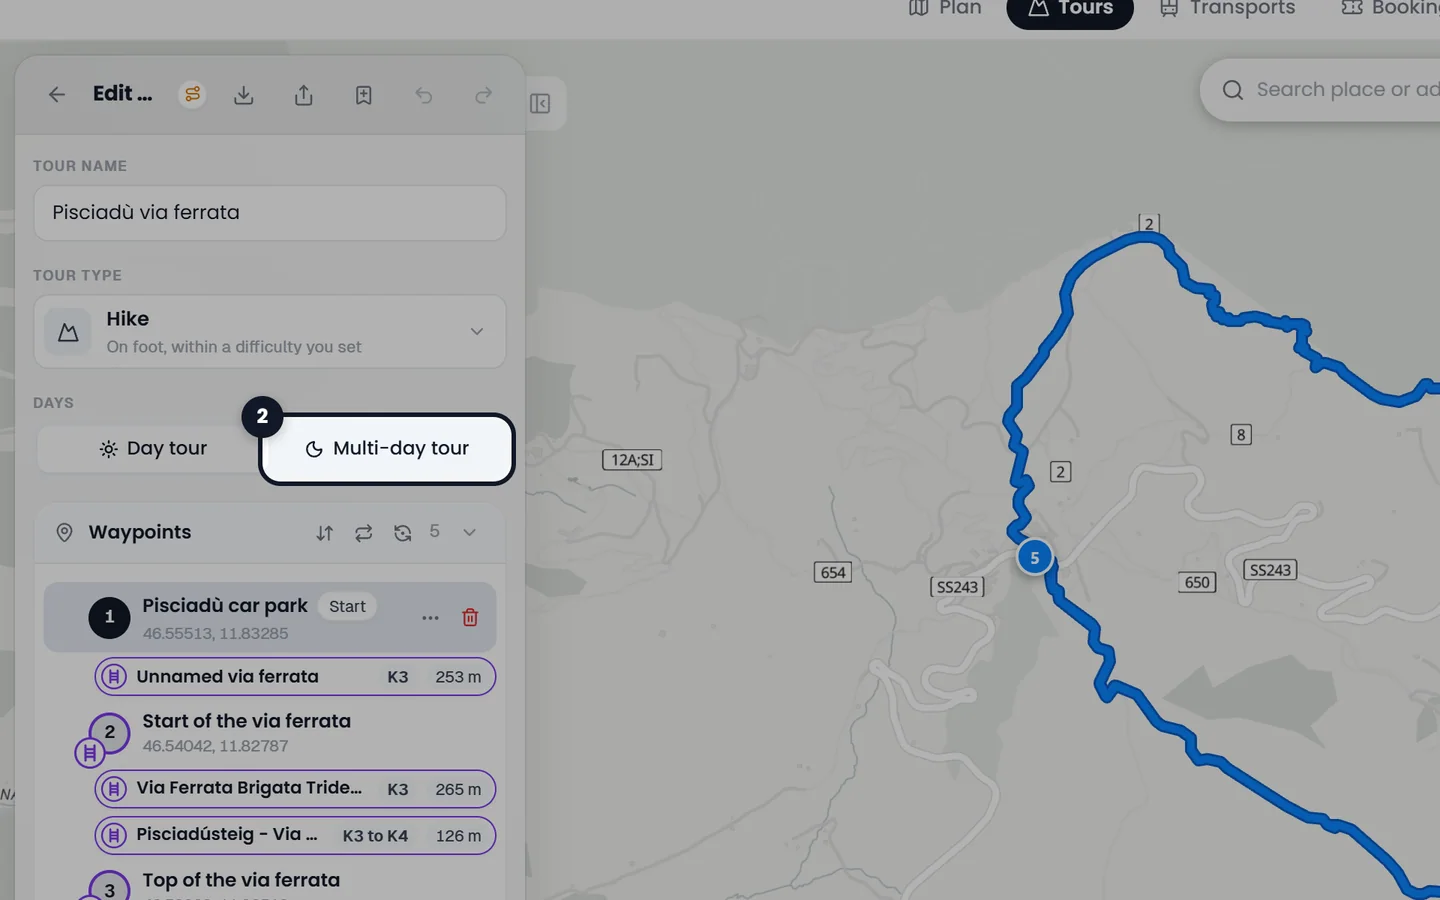 Plan
Tours
Transports
Edit ...
Search place or ad
TOUR NAME
Pisciadù via ferrata
TOUR TYPE
Hike
On foot, within a difficulty you set
DAYS
2
Day tour
Multi-day tour
Waypoints
5
1
Pisciadù car park
Start
46.55513, 11.83285
Unnamed via ferrata
K3
253 m
2
Start of the via ferrata
46.54042, 11.82787
Via Ferrata Brigata Tride...
K3
265 m
Pisciadústeig - Via ...
K3 to K4
126 m
3
Top of the via ferrata
2
8
12A;SI
2
5
654
SS243
650
SS243